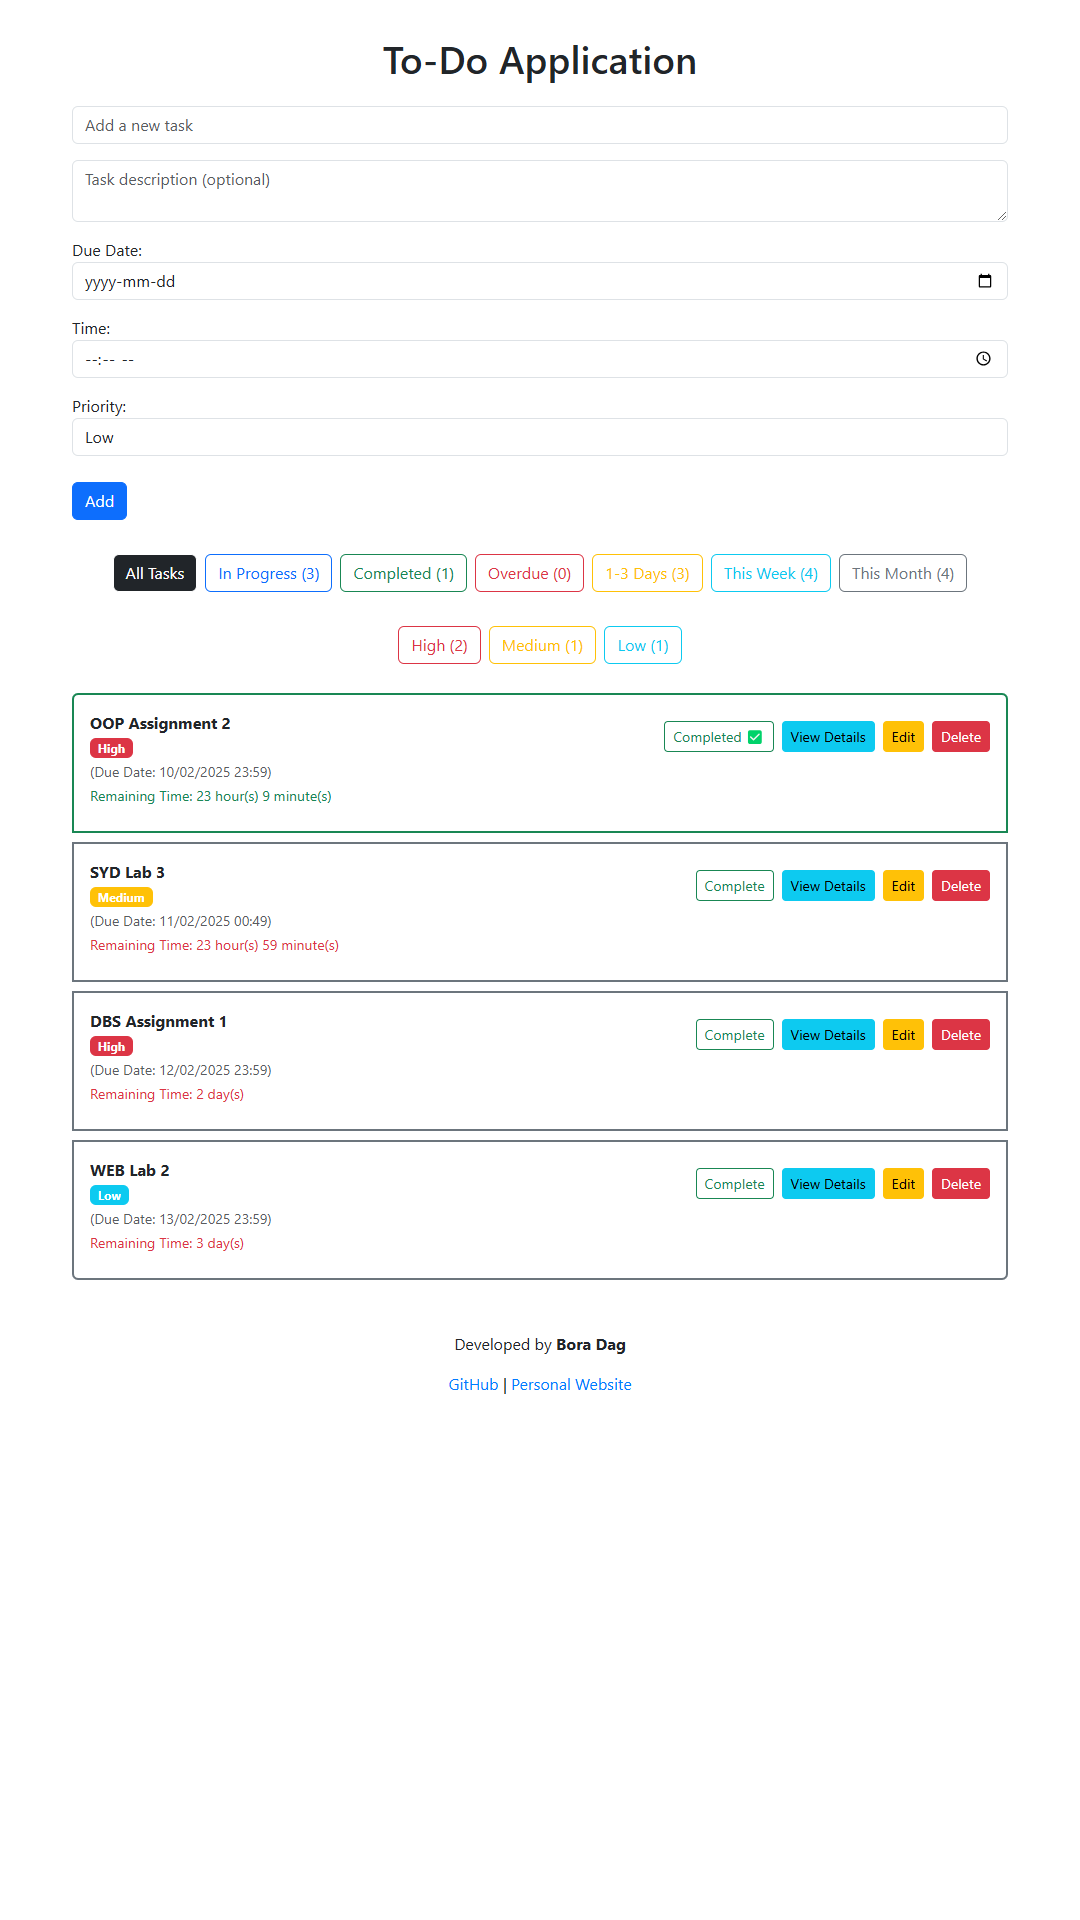 To-Do Application
Add a new task
Task description (optional)
Due Date:
yyyy-mm-dd
Time:
--:-- --
Priority:
Low
Add
All Tasks In Progress (3) Completed (1) Overdue (0) 1-3 Days (3) This Week (4) This Month (4)
High (2) Medium (1) Low (1)
OOP Assignment 2
Completed ✅ View Details Edit Delete
High
(Due Date: 10/02/2025 23:59)
Remaining Time: 23 hour(s) 9 minute(s)
SYD Lab 3
Complete View Details Edit Delete
Medium
(Due Date: 11/02/2025 00:49)
Remaining Time: 23 hour(s) 59 minute(s)
DBS Assignment 1
Complete View Details Edit Delete
High
(Due Date: 12/02/2025 23:59)
Remaining Time: 2 day(s)
WEB Lab 2
Complete View Details Edit Delete
Low
(Due Date: 13/02/2025 23:59)
Remaining Time: 3 day(s)
Developed by Bora Dag
GitHub | Personal Website